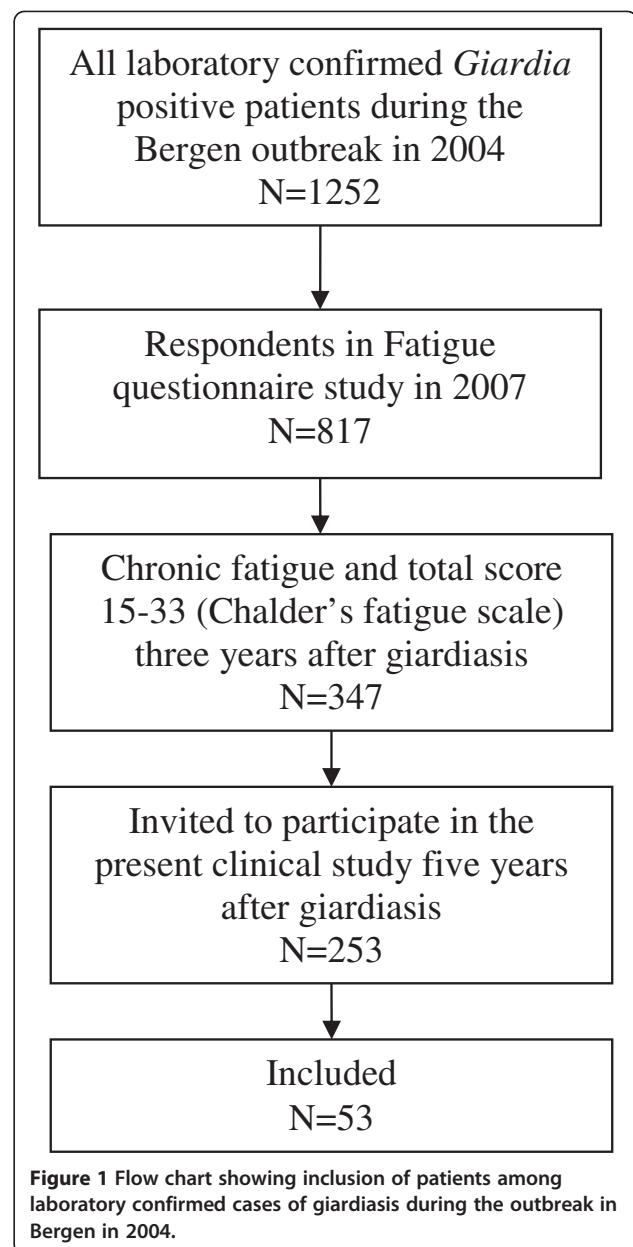 All laboratory confirmed Giardia
positive patients during the
Bergen outbreak in 2004
N=1252
Respondents in Fatigue
questionnaire study in 2007
N=817
Chronic fatigue and total score
15-33 (Chalder's fatigue scale)
three years after giardiasis
N=347
Invited to participate in the
present clinical study five years
after giardiasis
N=253
Included
N=53
Figure 1 Flow chart showing inclusion of patients among
laboratory confirmed cases of giardiasis during the outbreak in
Bergen in 2004.